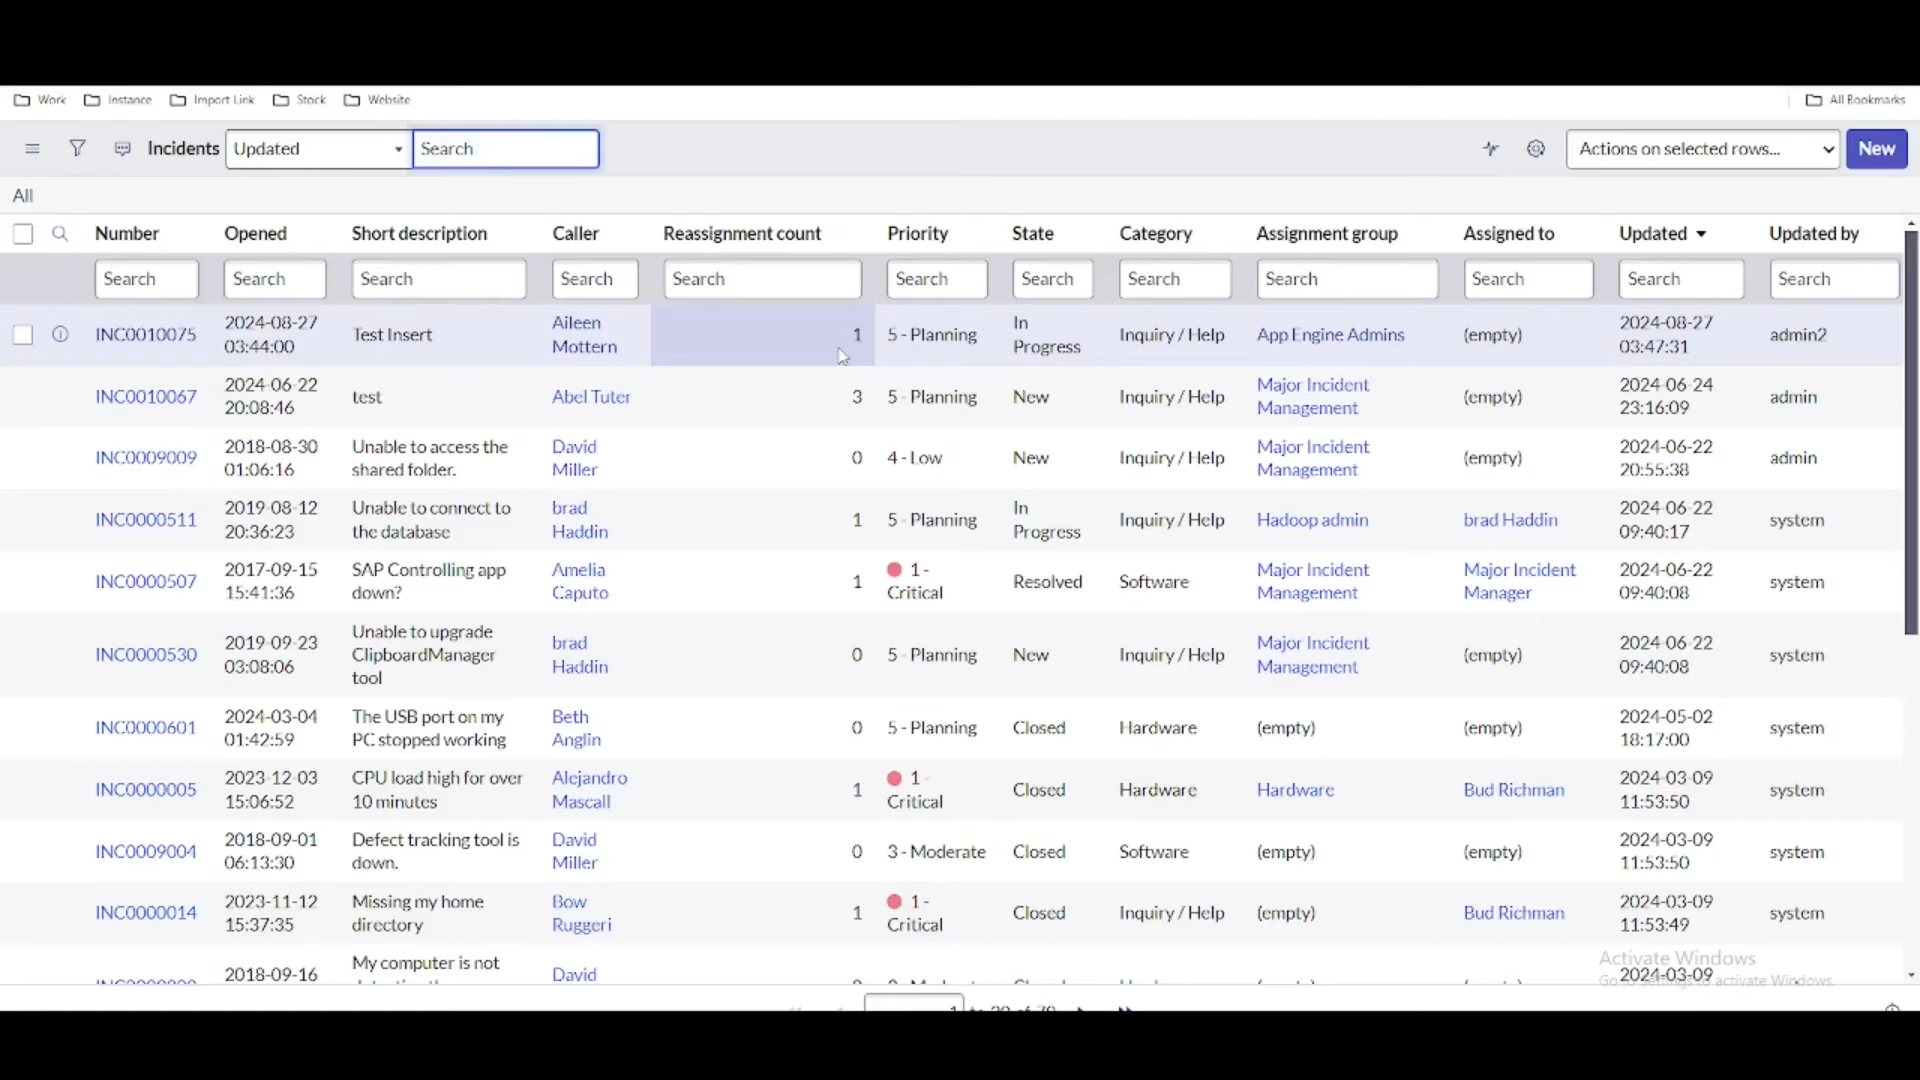 Work Instance Import Link Stock Website All Bookmarks
Incidents Updated Search Actions on selected rows... New
All
Number Opened Short description Caller Reassignment count Priority State Category Assignment group Assigned to Updated Updated by
Search Search Search Search Search Search Search Search Search Search Search Search
INC0010075 2024-08-27 03:44:00 Test Insert Aileen Mottern 1 5 - Planning In Progress Inquiry / Help App Engine Admins (empty) 2024-08-27 03:47:31 admin2
INC0010067 2024-06-22 20:08:46 test Abel Tuter 3 5 - Planning New Inquiry / Help Major Incident Management (empty) 2024-06-24 23:16:09 admin
INC0009009 2018-08-30 01:06:16 Unable to access the shared folder. David Miller 0 4 - Low New Inquiry / Help Major Incident Management (empty) 2024-06-22 20:55:38 admin
INC0000511 2019-08-12 20:36:23 Unable to connect to the database brad Haddin 1 5 - Planning In Progress Inquiry / Help Hadoop admin brad Haddin 2024-06-22 09:40:17 system
INC0000507 2017-09-15 15:41:36 SAP Controlling app down? Amelia Caputo 1 1 - Critical Resolved Software Major Incident Management Major Incident Manager 2024-06-22 09:40:08 system
INC0000530 2019-09-23 03:08:06 Unable to upgrade ClipboardManager tool brad Haddin 0 5 - Planning New Inquiry / Help Major Incident Management (empty) 2024-06-22 09:40:08 system
INC0000601 2024-03-04 01:42:59 The USB port on my PC stopped working Beth Anglin 0 5 - Planning Closed Hardware (empty) (empty) 2024-05-02 18:17:00 system
INC0000005 2023-12-03 15:06:52 CPU load high for over 10 minutes Alejandro Mascall 1 1 - Critical Closed Hardware Hardware Bud Richman 2024-03-09 11:53:50 system
INC0009004 2018-09-01 06:13:30 Defect tracking tool is down. David Miller 0 3 - Moderate Closed Software (empty) (empty) 2024-03-09 11:53:50 system
INC0000014 2023-11-12 15:37:35 Missing my home directory Bow Ruggeri 1 1 - Critical Closed Inquiry / Help (empty) Bud Richman 2024-03-09 11:53:49 system
2018-09-16 My computer is not David 2024-03-09
Activate Windows
Go to Settings to activate Windows.